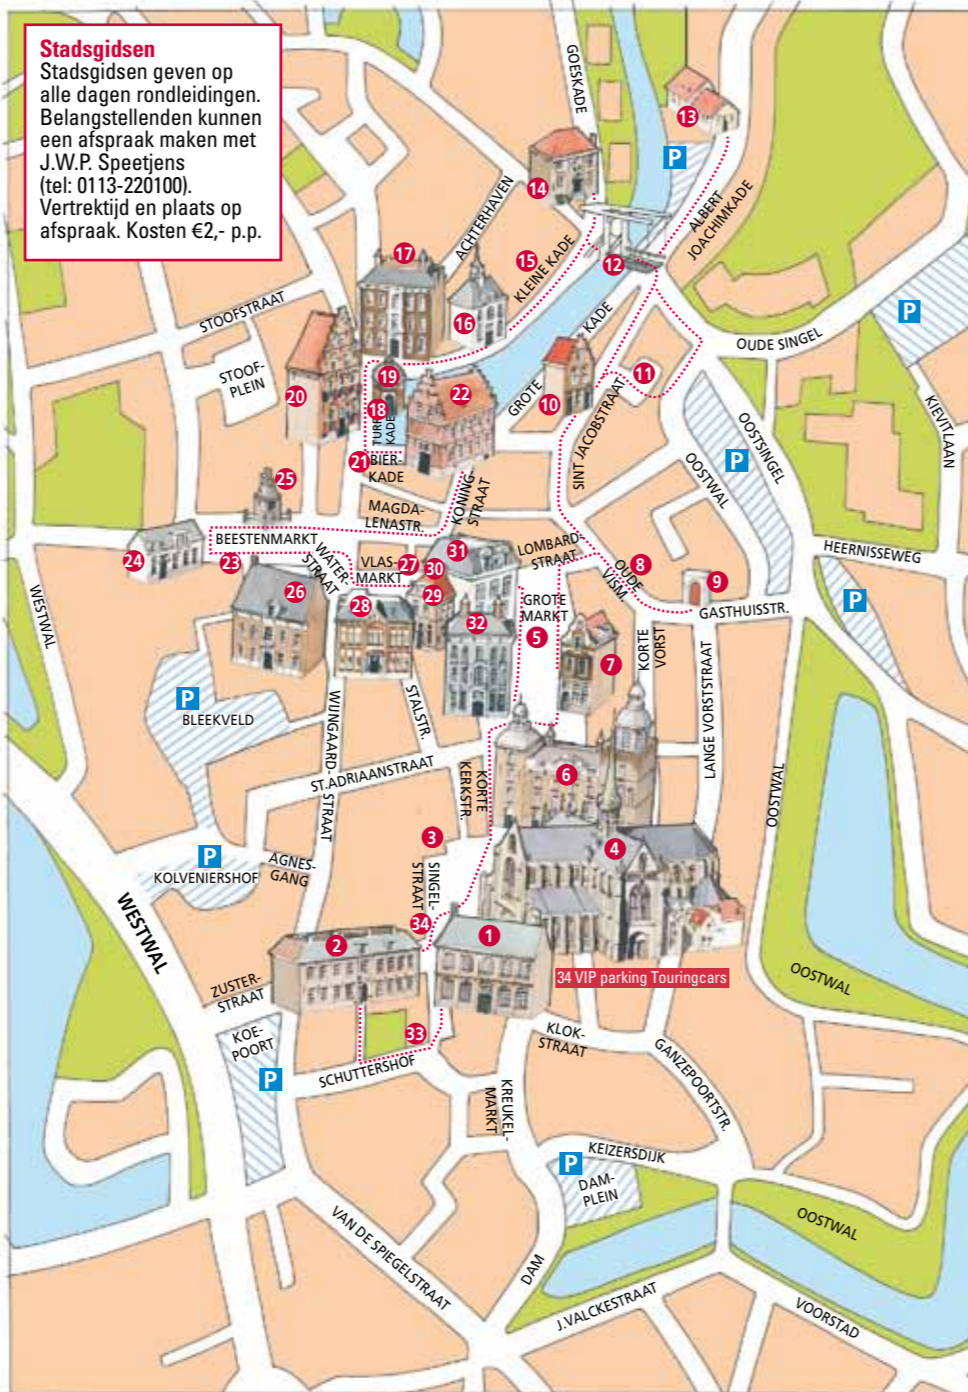 Stadsgidsen
Stadsgidsen geven op
alle dagen rondleidingen.
Belangstellenden kunnen
een afspraak maken met
J.W.P. Speetjens
(tel: 0113-220100).
Vertrektijd en plaats op
afspraak. Kosten €2,- p.p.
GOESKADE
13
P
14
ACHTERHAVEN
ALBERT
JOACHIMKADE
17
15
KLEINE KADE
12
STOOFSTRAAT
16
P
OUDE SINGEL
STOOF-
PLEIN
19
22
GROTE
KADE
11
20
18
TURF
KADE
10
KIEVITLAAN
SINT JACOBSTRAAT
OOSTSINGEL
P
21
BIER-
KADE
OOSTWAL
25
KONING
STRAAT
MAGDA-
LENASTR.
BEESTENMARKT
24
23
WATER-
STRAAT
VLAS-
MARKT
27
30
31
LOMBARD-
STRAAT
OUDE
VISM.
8
9
HEERNISSEWEG
P
WESTWAL
26
28
29
32
GROTE
MARKT
5
GASTHUISSTR.
7
KORTE
VORST
LANGE VORSTSTRAAT
P
BLEEKVELD
WIJNGAARD-
STRAAT
STALSTR.
ST.ADRIAANSTRAAT
KORTE
KERKSTR.
6
OOSTWAL
3
4
P
KOLVENIERSHOF
AGNES-
GANG
SINGEL-
STRAAT
WESTWAL
34
2
1
34 VIP parking Touringcars
OOSTWAL
ZUSTER-
STRAAT
KOE-
POORT
33
KLOK-
STRAAT
GANZEPOORTSTR.
P
SCHUTTERSHOF
KREUKEL-
MARKT
KEIZERSDIJK
P
DAM-
PLEIN
VAN DE SPIEGELSTRAAT
DAM
OOSTWAL
J.VALCKESTRAAT
VOORSTAD